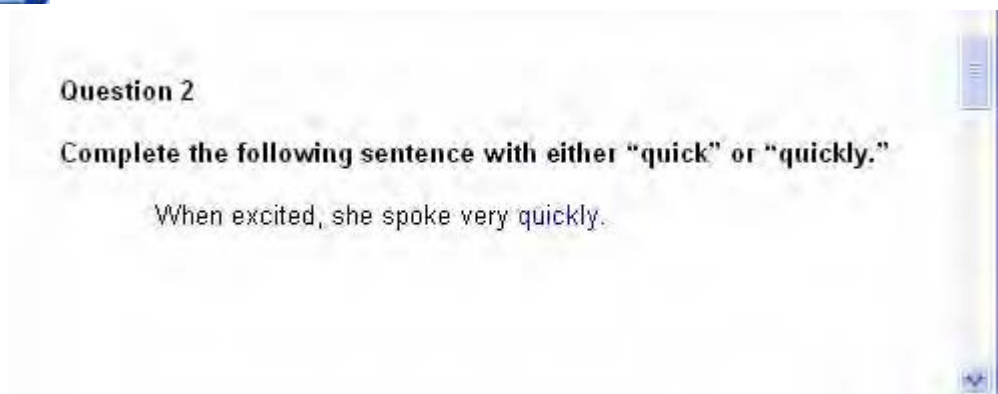 Question 2
Complete the following sentence with either “quick” or “quickly.”
When excited, she spoke very quickly.